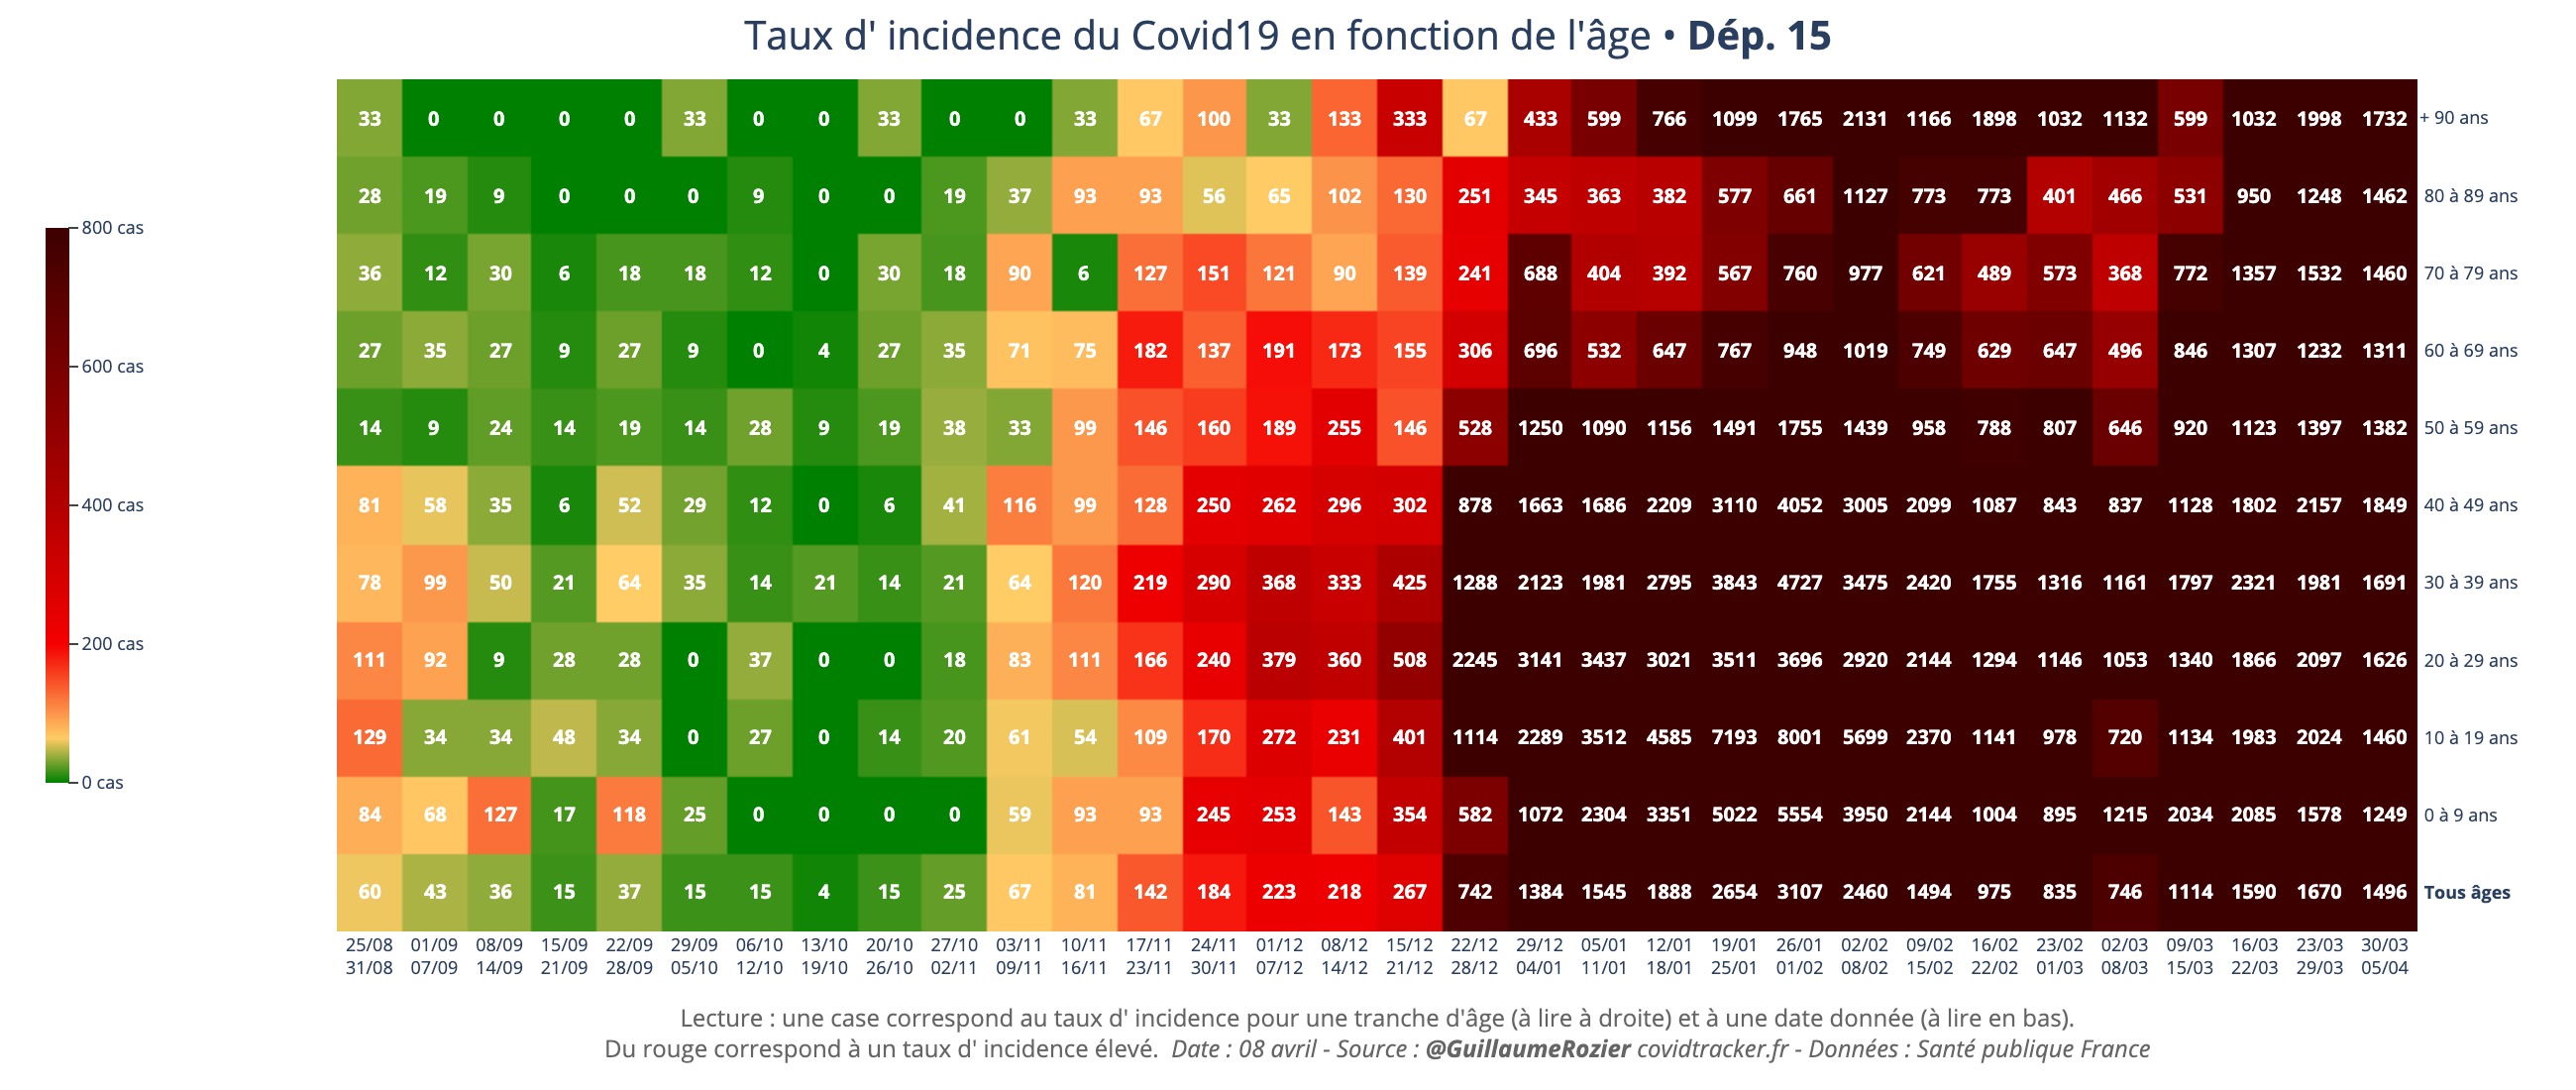 Taux d' incidence du Covid19 en fonction de l'âge • Dép. 15
800 cas
600 cas
400 cas
200 cas
0 cas
33 0 0 0 0 33 0 0 33 0 0 33 67 100 33 133 333 67 433 599 766 1099 1765 2131 1166 1898 1032 1132 599 1032 1998 1732 + 90 ans
28 19 9 0 0 0 9 0 0 19 37 93 93 56 65 102 130 251 345 363 382 577 661 1127 773 773 401 466 531 950 1248 1462 80 à 89 ans
36 12 30 6 18 18 12 0 30 18 90 6 127 151 121 90 139 241 688 404 392 567 760 977 621 489 573 368 772 1357 1532 1460 70 à 79 ans
27 35 27 9 27 9 0 4 27 35 71 75 182 137 191 173 155 306 696 532 647 767 948 1019 749 629 647 496 846 1307 1232 1311 60 à 69 ans
14 9 24 14 19 14 28 9 19 38 33 99 146 160 189 255 146 528 1250 1090 1156 1491 1755 1439 958 788 807 646 920 1123 1397 1382 50 à 59 ans
81 58 35 6 52 29 12 0 6 41 116 99 128 250 262 296 302 878 1663 1686 2209 3110 4052 3005 2099 1087 843 837 1128 1802 2157 1849 40 à 49 ans
78 99 50 21 64 35 14 21 14 21 64 120 219 290 368 333 425 1288 2123 1981 2795 3843 4727 3475 2420 1755 1316 1161 1797 2321 1981 1691 30 à 39 ans
111 92 9 28 28 0 37 0 0 18 83 111 166 240 379 360 508 2245 3141 3437 3021 3511 3696 2920 2144 1294 1146 1053 1340 1866 2097 1626 20 à 29 ans
129 34 34 48 34 0 27 0 14 20 61 54 109 170 272 231 401 1114 2289 3512 4585 7193 8001 5699 2370 1141 978 720 1134 1983 2024 1460 10 à 19 ans
84 68 127 17 118 25 0 0 0 0 59 93 93 245 253 143 354 582 1072 2304 3351 5022 5554 3950 2144 1004 895 1215 2034 2085 1578 1249 0 à 9 ans
60 43 36 15 37 15 15 4 15 25 67 81 142 184 223 218 267 742 1384 1545 1888 2654 3107 2460 1494 975 835 746 1114 1590 1670 1496 Tous âges
25/08 01/09 08/09 15/09 22/09 29/09 06/10 13/10 20/10 27/10 03/11 10/11 17/11 24/11 01/12 08/12 15/12 22/12 29/12 05/01 12/01 19/01 26/01 02/02 09/02 16/02 23/02 02/03 09/03 16/03 23/03 30/03
31/08 07/09 14/09 21/09 28/09 05/10 12/10 19/10 26/10 02/11 09/11 16/11 23/11 30/11 07/12 14/12 21/12 28/12 04/01 11/01 18/01 25/01 01/02 08/02 15/02 22/02 01/03 08/03 15/03 22/03 29/03 05/04
Lecture : une case correspond au taux d' incidence pour une tranche d'âge (à lire à droite) et à une date donnée (à lire en bas).
Du rouge correspond à un taux d' incidence élevé. Date : 08 avril - Source : @GuillaumeRozier covidtracker.fr - Données : Santé publique France